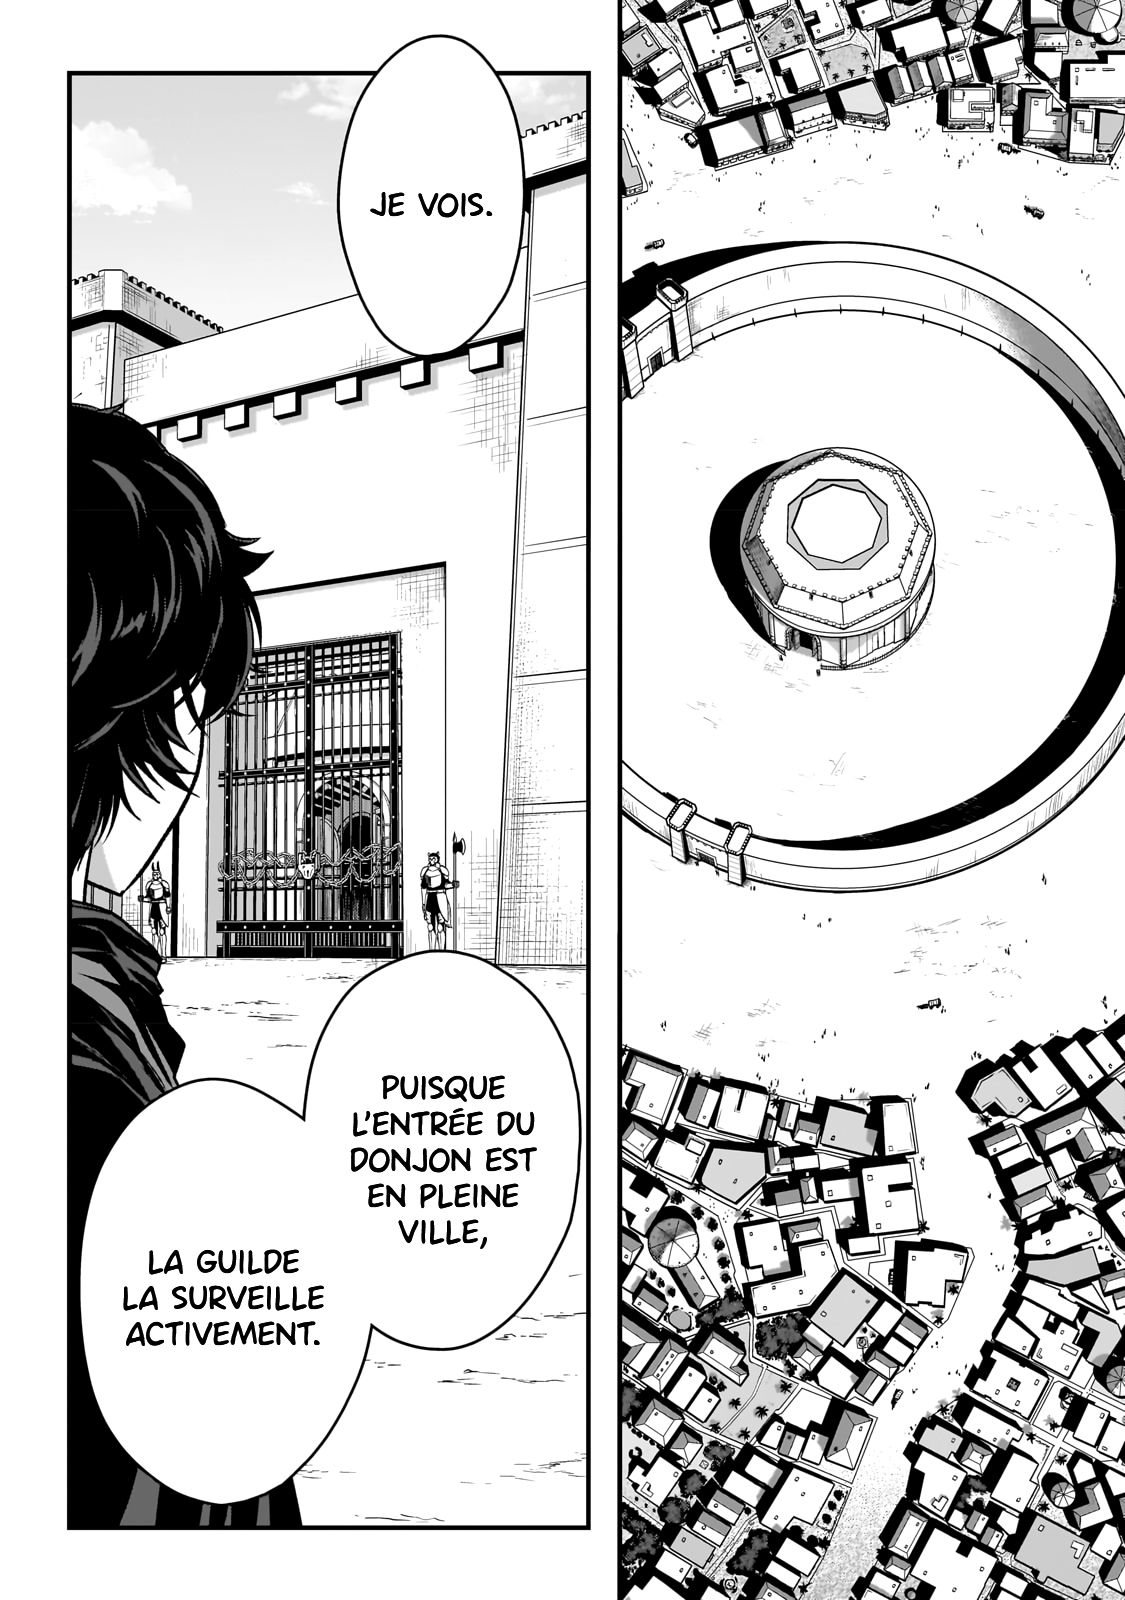 JE VOIS.
PUISQUE
L'ENTRÉE DU
DONJON EST
EN PLEINE
VILLE,
LA GUILDE
LA SURVEILLE
ACTIVEMENT.